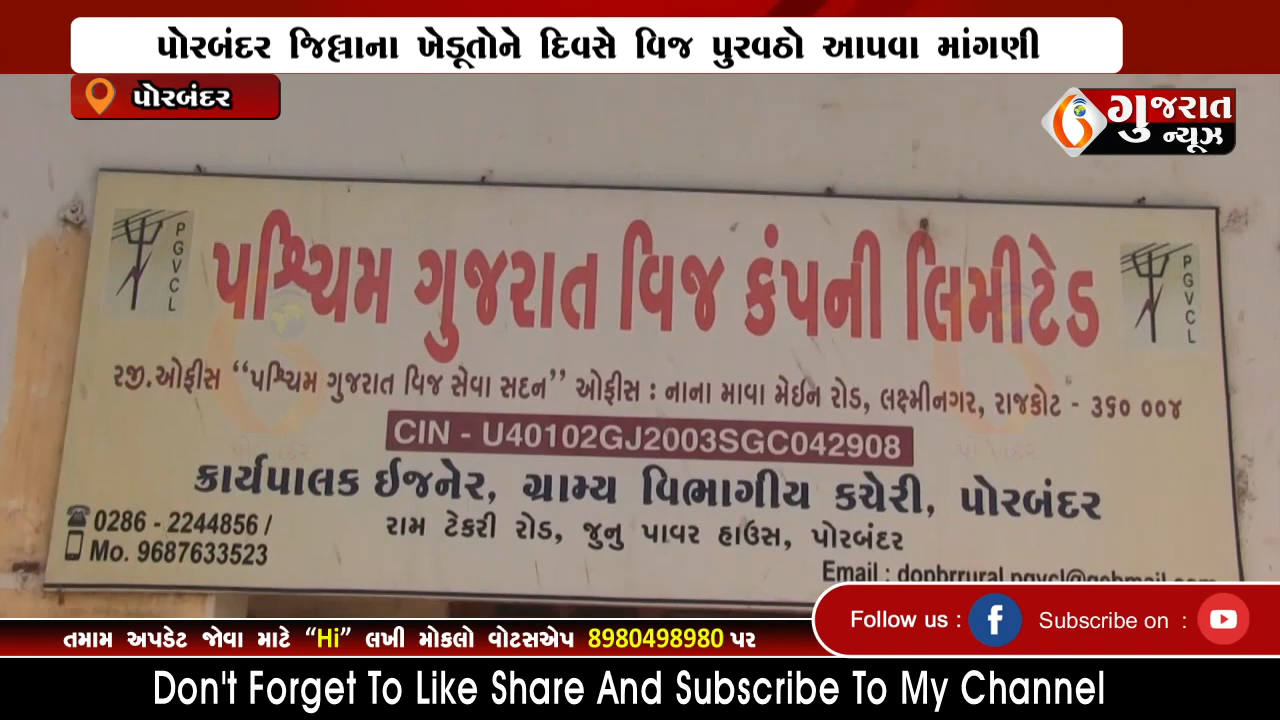 પોરબંદર જિલ્લાના ખેડૂતોને દિવસે વિજ પુરવઠો આપવા માંગણી
પોરબંદર
ગુજરાત
ન્યૂઝ
PGVCL
પશ્ચિમ ગુજરાત વિજ કંપની લિમીટેડ
PGVCL
રજી.ઓફીસ “પશ્ચિમ ગુજરાત વિજ સેવા સદન” ઓફીસ : નાના માવા મેઈન રોડ, લક્ષ્મીનગર, રાજકોટ - ૩૬૦ ૦૦૪
CIN - U40102GJ2003SGC042908
કાર્યપાલક ઈજનેર, ગ્રામ્ય વિભાગીય કચેરી, પોરબંદર
0286 - 2244856 /
રામ ટેકરી રોડ, જુનુ પાવર હાઉસ, પોરબંદર
Mo. 9687633523
Email :
Follow us :
Subscribe on :
તમામ અપડેટ જોવા માટે “Hi” લખી મોકલો વોટસએપ 8980498980 પર
Don't Forget To Like Share And Subscribe To My Channel